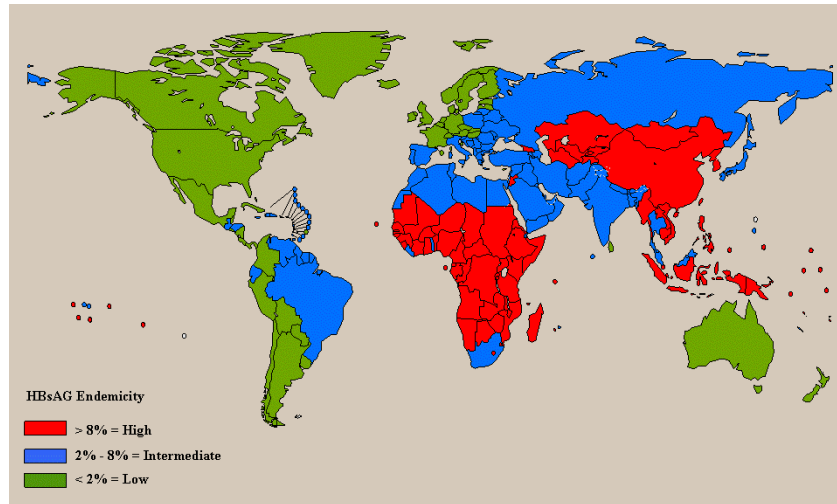 HBsAG Endemicity
> 8% = High
2% - 8% = Intermediate
< 2% = Low